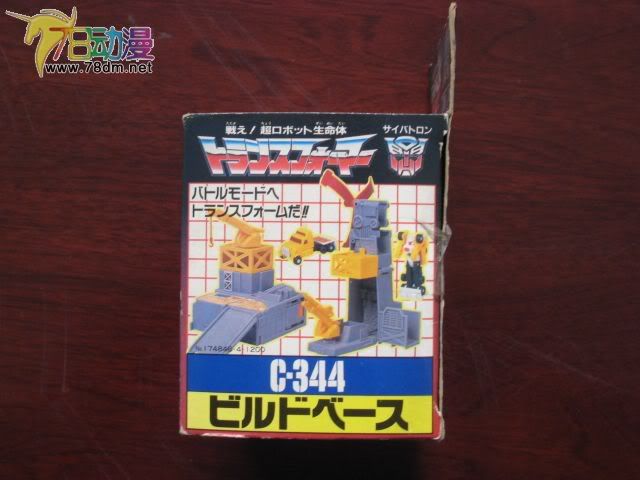 78动漫
www.78dm.net
戦え!超ロボット生命体
トランスフォーマー
サイバトロン
バトルモードへ
トランスフォームだ!!
C-344
ビルドベース